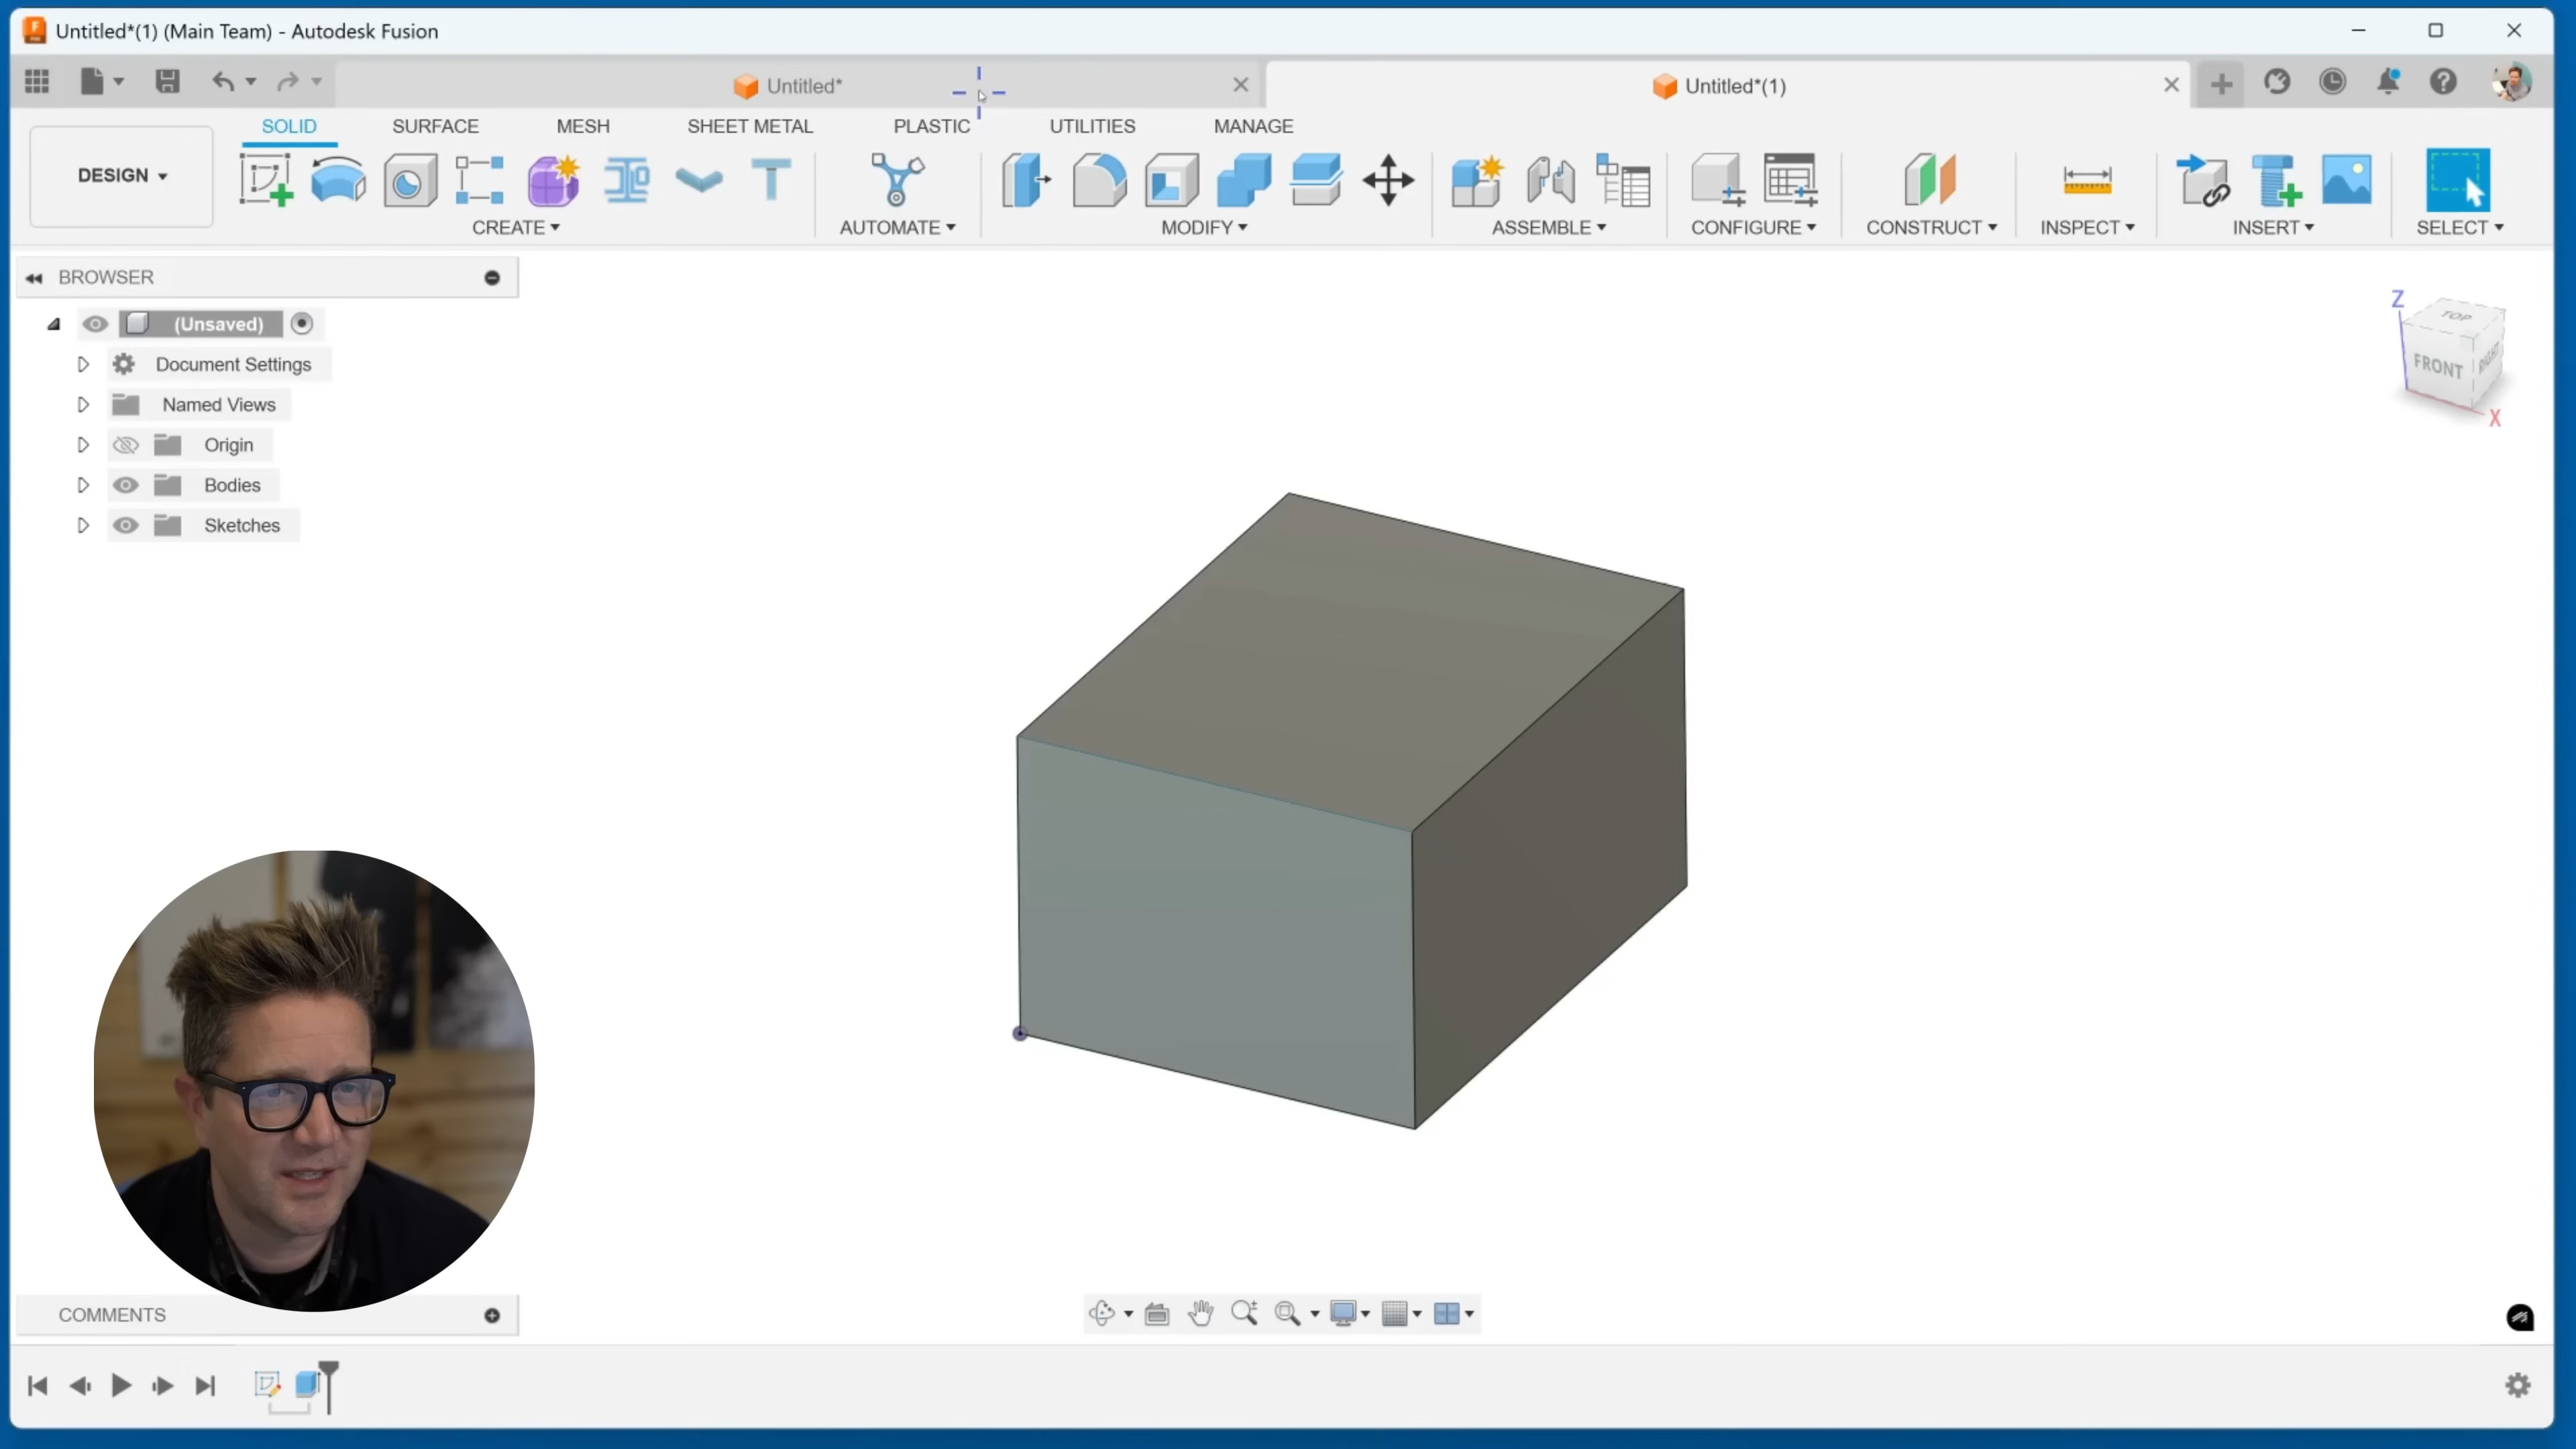 Untitled*(1) (Main Team) - Autodesk Fusion
Untitled*
Untitled*(1)
SOLID
SURFACE
MESH
SHEET METAL
PLASTIC
UTILITIES
MANAGE
DESIGN
CREATE
AUTOMATE
MODIFY
ASSEMBLE
CONFIGURE
CONSTRUCT
INSPECT
INSERT
SELECT
BROWSER
(Unsaved)
Document Settings
Named Views
Origin
Bodies
Sketches
Z
TOP
FRONT
RIGHT
X
COMMENTS